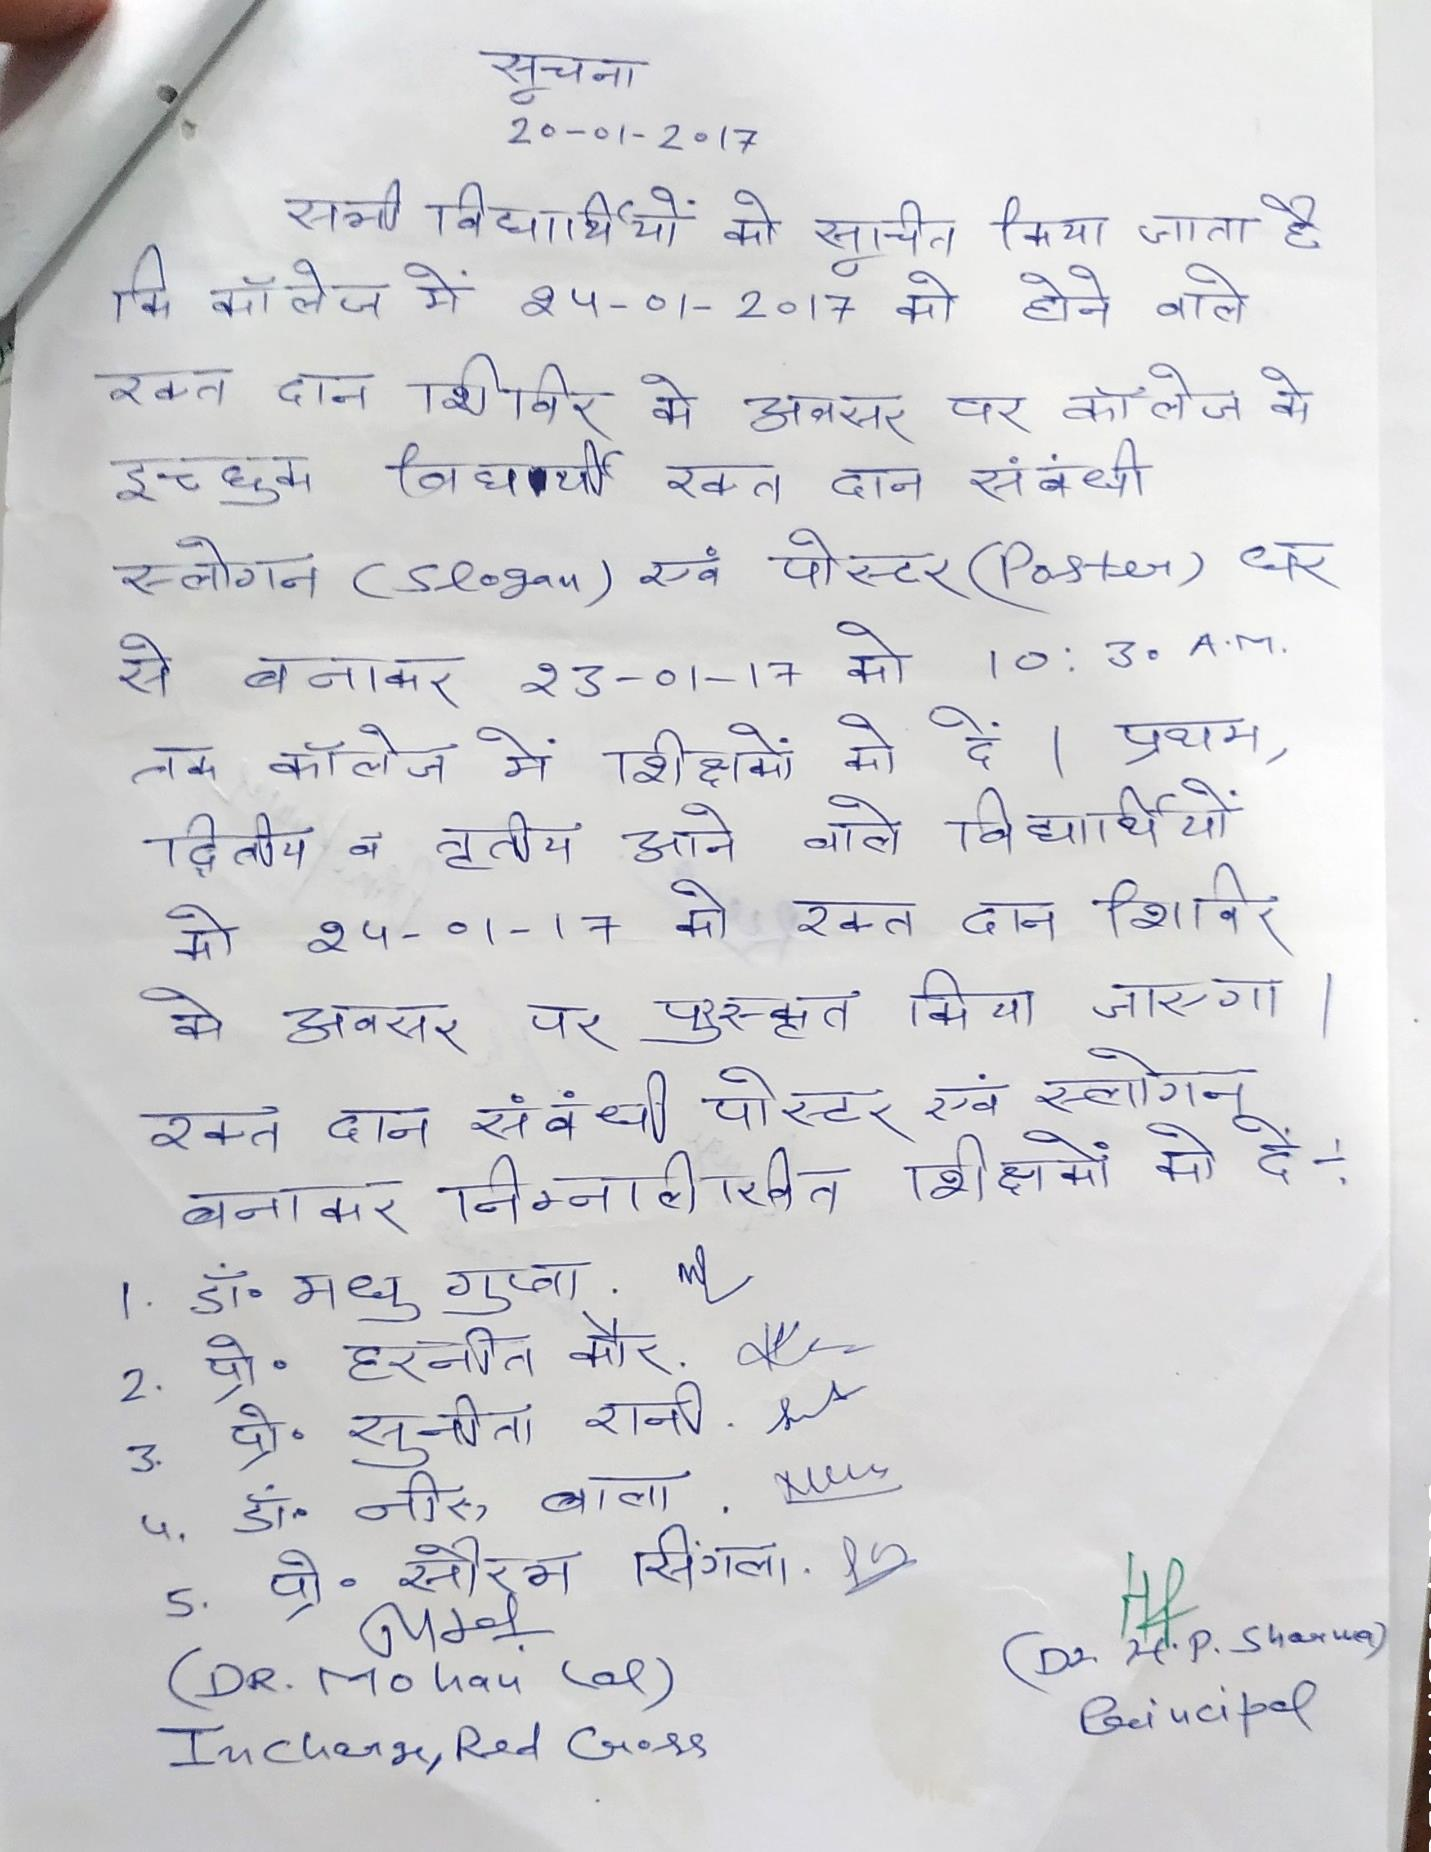 सूचना
20-01-2017
सभी विद्यार्थियों को सूचित किया जाता है
कि कॉलेज में 24-01-2017 को होने वाले
रक्त दान शिविर के अवसर पर कॉलेज के
इच्छुक विद्यार्थी रक्त दान संबंधी
स्लोगन (Slogan) एवं पोस्टर (Poster) घर
से बनाकर 23-01-17 को 10:30 A.M.
तक कॉलेज में शिक्षकों को दें | प्रथम,
द्वितीय व तृतीय आने वाले विद्यार्थियों
को 24-01-17 को रक्त दान शिविर
के अवसर पर पुरस्कृत किया जाएगा |
रक्त दान संबंधी पोस्टर एवं स्लोगन
बनाकर निम्नलिखित शिक्षकों को दें ÷
1. डॉ॰ मधु गुप्ता.
2. प्रो॰ हरनीत कौर.
3. प्रो॰ सुनीता रानी.
4. डॉ॰ नीरू बाला.
5. प्रो॰ सौरभ सिंगला.
(DR. Mohan Lal)
Incharge, Red Cross
(Dr. H.P. Sharma)
Principal